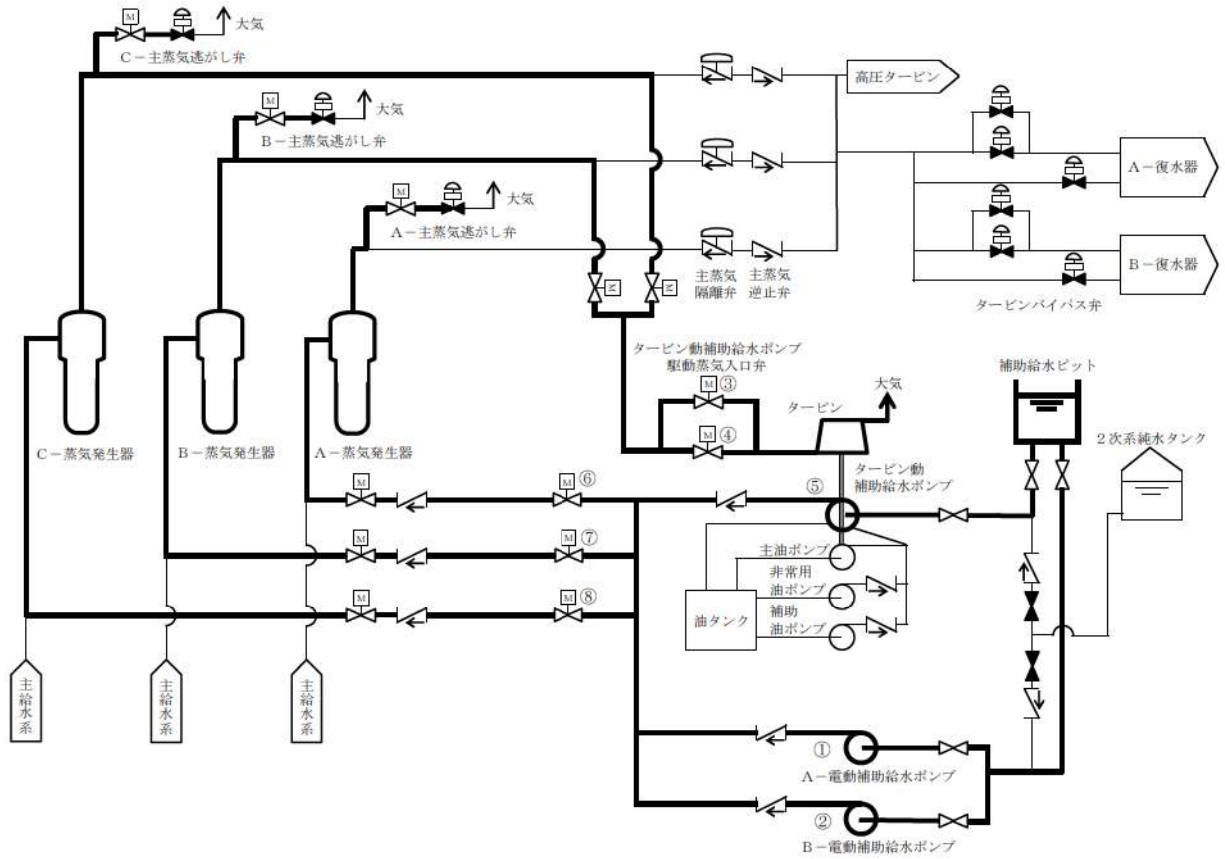 M
大気
C－主蒸気逃がし弁
M
大気
B－主蒸気逃がし弁
M
大気
A－主蒸気逃がし弁
高圧タービン
A－復水器
B－復水器
主蒸気
隔離弁
主蒸気
逆止弁
タービンバイパス弁
M
M
タービン動補助給水ポンプ
駆動蒸気入口弁
M
③
M
④
タービン
大気
補助給水ピット
2次系純水タンク
C－蒸気発生器
B－蒸気発生器
A－蒸気発生器
タービン動
補助給水ポンプ
⑤
M
M
⑥
M
M
⑦
M
M
⑧
主油ポンプ
非常用
油ポンプ
補助
油ポンプ
油タンク
主給水系
主給水系
主給水系
①
A－電動補助給水ポンプ
②
B－電動補助給水ポンプ